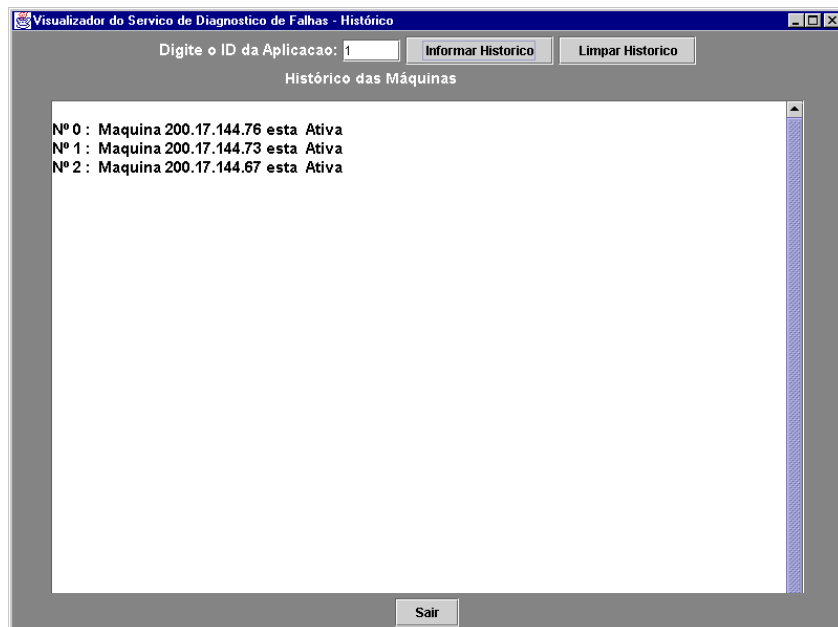 Visualizador do Servico de Diagnostico de Falhas - Histórico
Digite o ID da Aplicacao: 1 Informar Historico Limpar Historico
Histórico das Máquinas
Nº 0 : Maquina 200.17.144.76 esta Ativa
Nº 1 : Maquina 200.17.144.73 esta Ativa
Nº 2 : Maquina 200.17.144.67 esta Ativa
Sair